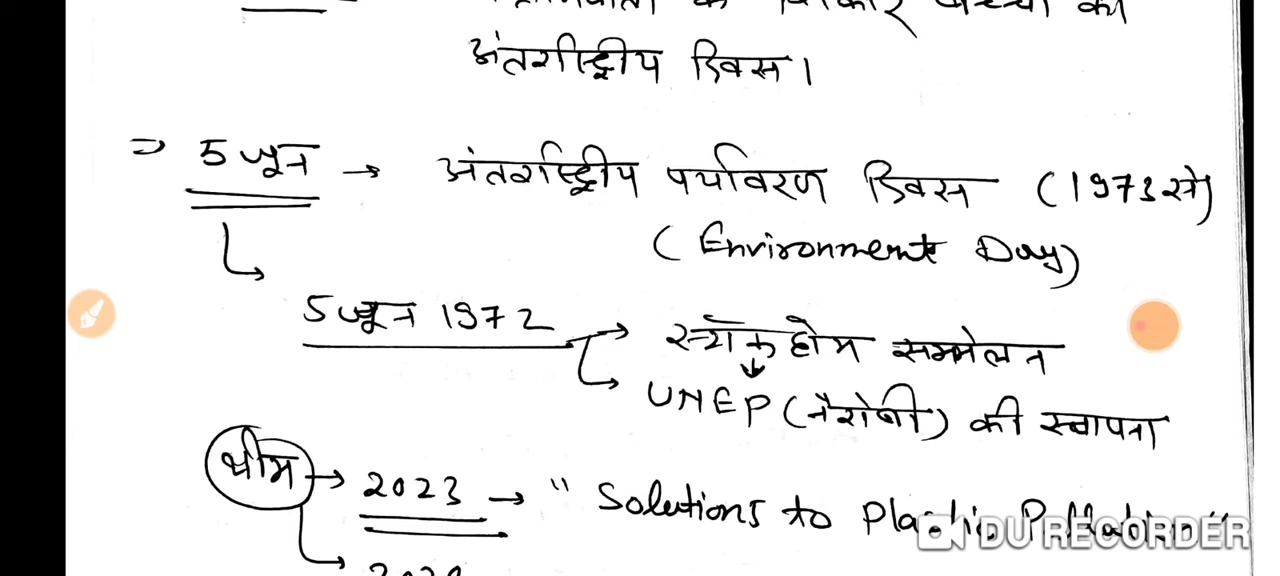 के शिकार बच्चों का
अंतर्राष्ट्रीय दिवस।
⇒ 5 जून → अंतर्राष्ट्रीय पर्यावरण दिवस (1973 से)
(Environment Day)
5 जून 1972 → स्टॉकहोम सम्मेलन
→ UNEP (नैरोबी) की स्थापना
थीम → 2023 → "Solutions to Plastic Pollution"
DU RECORDER